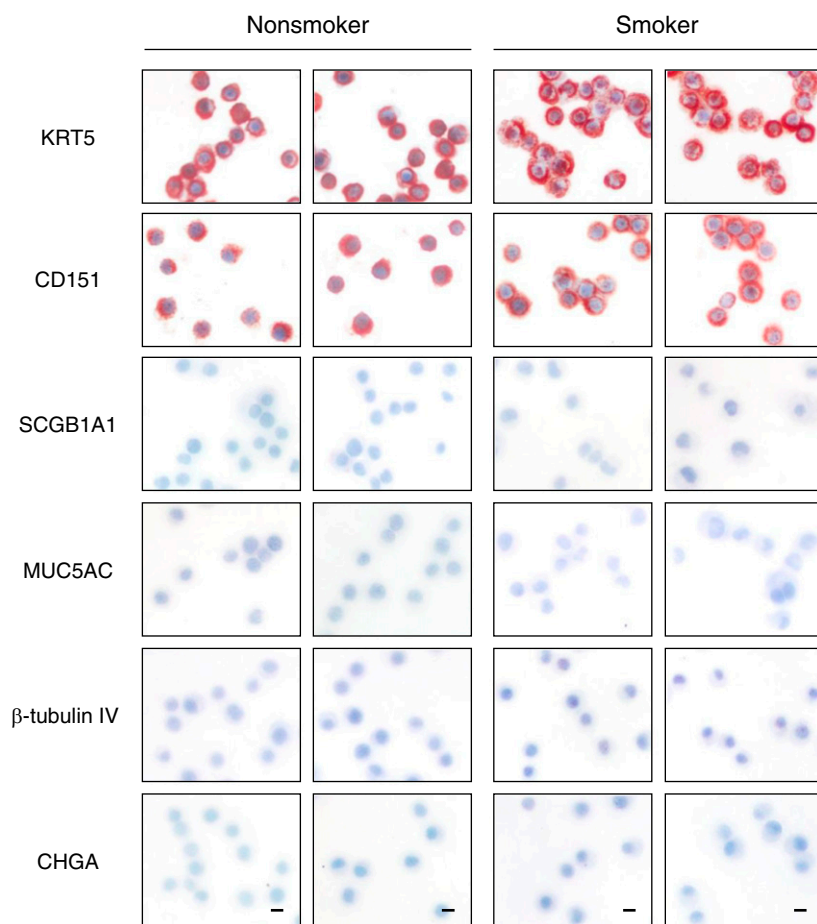 Nonsmoker Smoker
KRT5
CD151
SCGB1A1
MUC5AC
β-tubulin IV
CHGA